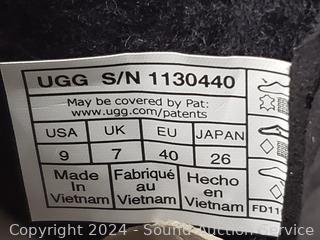 UGG S/N 1130440
May be covered by Pat:
www.ugg.com/patents
USA UK EU JAPAN
9 7 40 26
Made In Vietnam
Fabriqué au Vietnam
Hecho en Vietnam
FD11
Copyright 2024 - Sound Auction Service